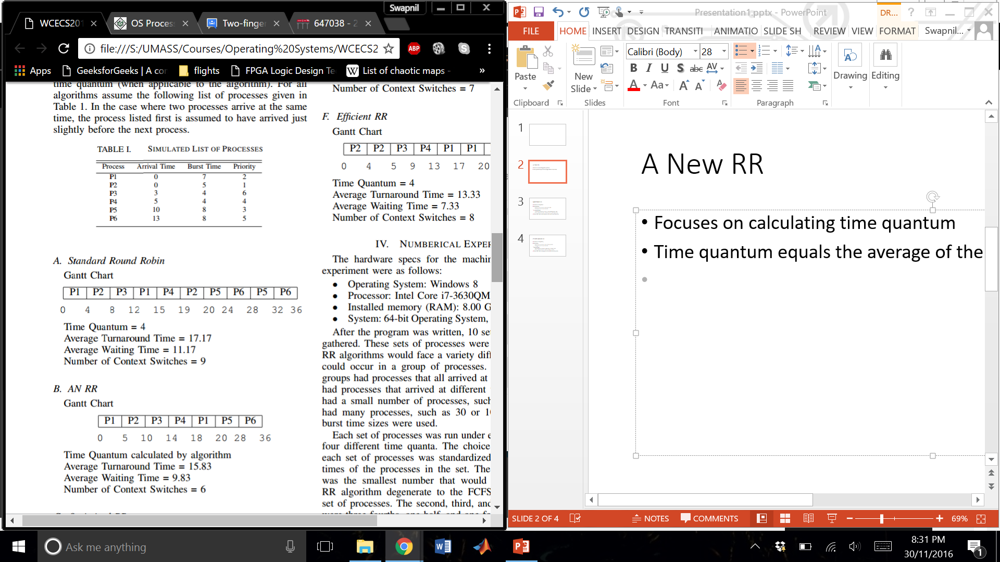 Swapnil
WCECS201
OS Proces
Two-finge
647038 - 2
file:///S:/UMASS/Courses/Operating%20Systems/WCECS2
ABP
Apps
GeeksforGeeks | A co
flights
FPGA Logic Design Te
W List of chaotic maps -
»
time quantum (when applicable to the algorithm). For all
algorithms assume the following list of processes given in
Table 1. In the case where two processes arrive at the same
time, the process listed first is assumed to have arrived just
slightly before the next process.
TABLE I. SIMULATED LIST OF PROCESSES
Process Arrival Time Burst Time Priority
P1 0 7 2
P2 0 5 1
P3 3 4 6
P4 5 4 4
P5 10 8 3
P6 13 8 5
A. Standard Round Robin
Gantt Chart
P1 P2 P3 P1 P4 P2 P5 P6 P5 P6
0 4 8 12 15 19 20 24 28 32 36
Time Quantum = 4
Average Turnaround Time = 17.17
Average Waiting Time = 11.17
Number of Context Switches = 9
B. AN RR
Gantt Chart
P1 P2 P3 P4 P1 P5 P6
0 5 10 14 18 20 28 36
Time Quantum calculated by algorithm
Average Turnaround Time = 15.83
Average Waiting Time = 9.83
Number of Context Switches = 6
Number of Context Switches = 7
F. Efficient RR
Gantt Chart
P2 P2 P3 P4 P1 P1
0 4 5 9 13 17 20
Time Quantum = 4
Average Turnaround Time = 13.33
Average Waiting Time = 7.33
Number of Context Switches = 8
IV. NUMBERICAL EXPER
The hardware specs for the machin
experiment were as follows:
• Operating System: Windows 8
• Processor: Intel Core i7-3630QM
• Installed memory (RAM): 8.00 G
• System: 64-bit Operating System,
After the program was written, 10 se
gathered. These sets of processes were
RR algorithms would face a variety diff
could occur in a group of processes.
groups had processes that all arrived at
had processes that arrived at different
had a small number of processes, such
had many processes, such as 30 or 10
burst time sizes were used.
Each set of processes was run under e
four different time quanta. The choice
each set of processes was standardized
times of the processes in the set. The
was the smallest number that would
RR algorithm degenerate to the FCFS
set of processes. The second, third, and
Presentation1.pptx - PowerPoint
DR...
?
FILE HOME INSERT DESIGN TRANSITI ANIMATIO SLIDE SH REVIEW VIEW FORMAT Swapnil...
Paste
Clipboard
New
Slide
Slides
Calibri (Body) 28
B I U S abc AV
A Aa A A
Font
Paragraph
Drawing
Editing
1
2
3
4
A New RR
• Focuses on calculating time quantum
• Time quantum equals the average of the
SLIDE 2 OF 4
NOTES
COMMENTS
69%
Ask me anything
8:31 PM
30/11/2016
1